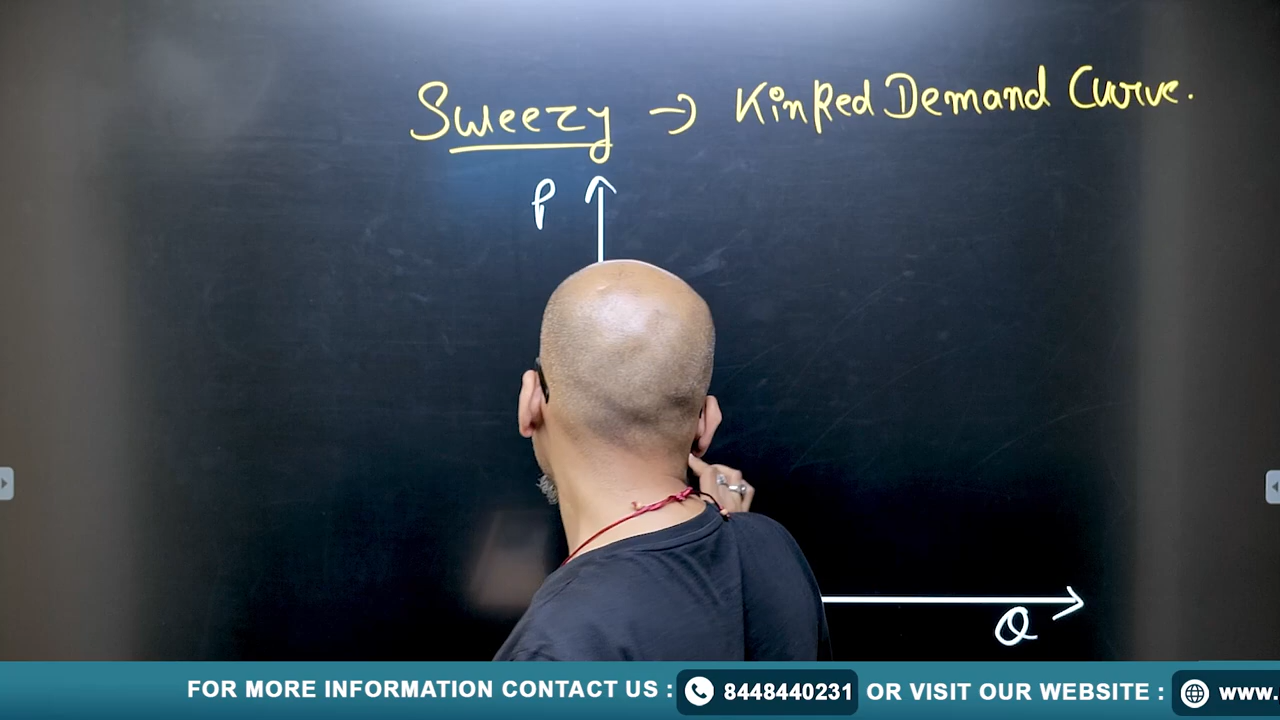 Sweezy → Kinked Demand Curve.
P
Q
FOR MORE INFORMATION CONTACT US : 8448440231 OR VISIT OUR WEBSITE : www.